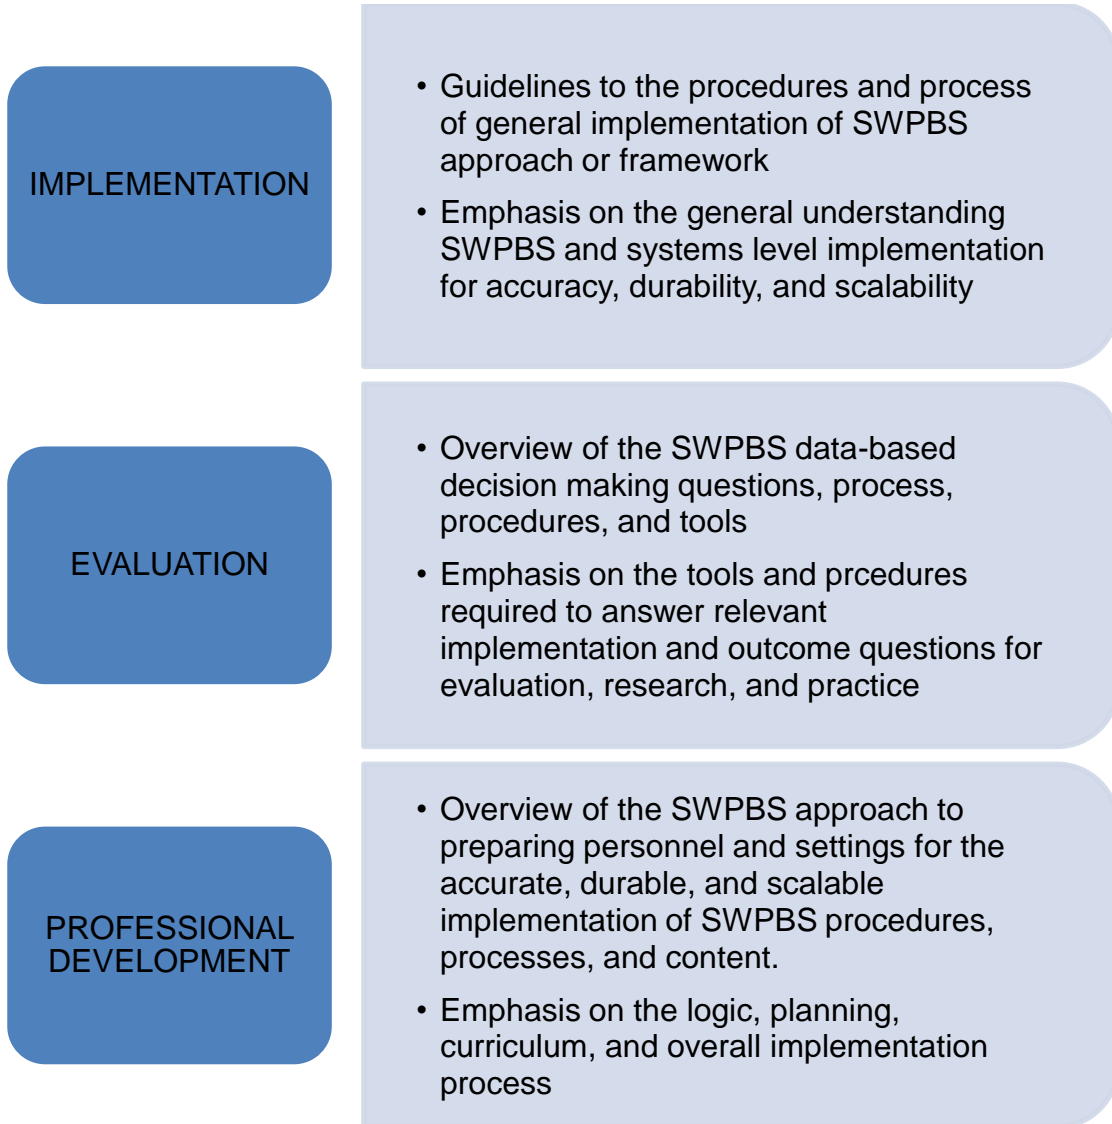 IMPLEMENTATION
• Guidelines to the procedures and process
of general implementation of SWPBS
approach or framework
• Emphasis on the general understanding
SWPBS and systems level implementation
for accuracy, durability, and scalability
EVALUATION
• Overview of the SWPBS data-based
decision making questions, process,
procedures, and tools
• Emphasis on the tools and prcedures
required to answer relevant
implementation and outcome questions for
evaluation, research, and practice
PROFESSIONAL
DEVELOPMENT
• Overview of the SWPBS approach to
preparing personnel and settings for the
accurate, durable, and scalable
implementation of SWPBS procedures,
processes, and content.
• Emphasis on the logic, planning,
curriculum, and overall implementation
process